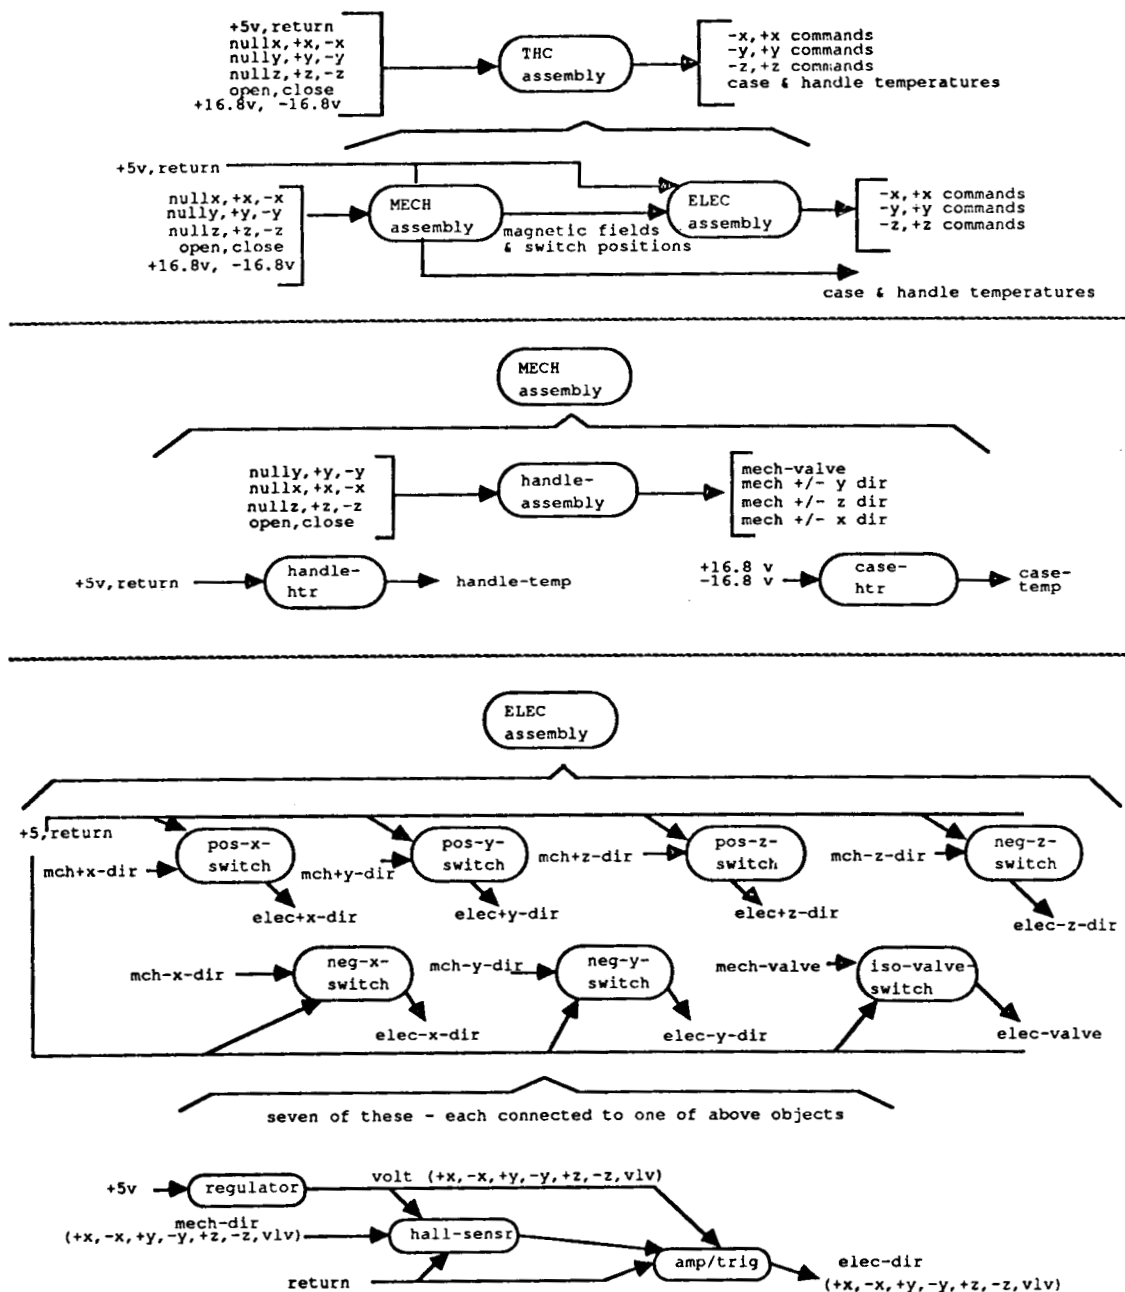 +5v,return
nullx,+x,-x
nully,+y,-y
nullz,+z,-z
open,close
+16.8v, -16.8v
THC
assembly
-x,+x commands
-y,+y commands
-z,+z commands
case & handle temperatures
+5v,return
nullx,+x,-x
nully,+y,-y
nullz,+z,-z
open,close
+16.8v, -16.8v
MECH
assembly
magnetic fields
& switch positions
ELEC
assembly
-x,+x commands
-y,+y commands
-z,+z commands
case & handle temperatures
MECH
assembly
nully,+y,-y
nullx,+x,-x
nullz,+z,-z
open,close
handle-
assembly
mech-valve
mech +/- y dir
mech +/- z dir
mech +/- x dir
+5v,return
handle-
htr
handle-temp
+16.8 v
-16.8 v
case-
htr
case-
temp
ELEC
assembly
+5,return
mch+x-dir
pos-x-
switch
elec+x-dir
mch+y-dir
pos-y-
switch
elec+y-dir
mch+z-dir
pos-z-
switch
elec+z-dir
mch-z-dir
neg-z-
switch
elec-z-dir
mch-x-dir
neg-x-
switch
elec-x-dir
mch-y-dir
neg-y-
switch
elec-y-dir
mech-valve
iso-valve-
switch
elec-valve
seven of these - each connected to one of above objects
+5v
regulator
volt (+x,-x,+y,-y,+z,-z,vlv)
mech-dir
(+x,-x,+y,-y,+z,-z,vlv)
hall-sensr
return
amp/trig
elec-dir
(+x,-x,+y,-y,+z,-z,vlv)